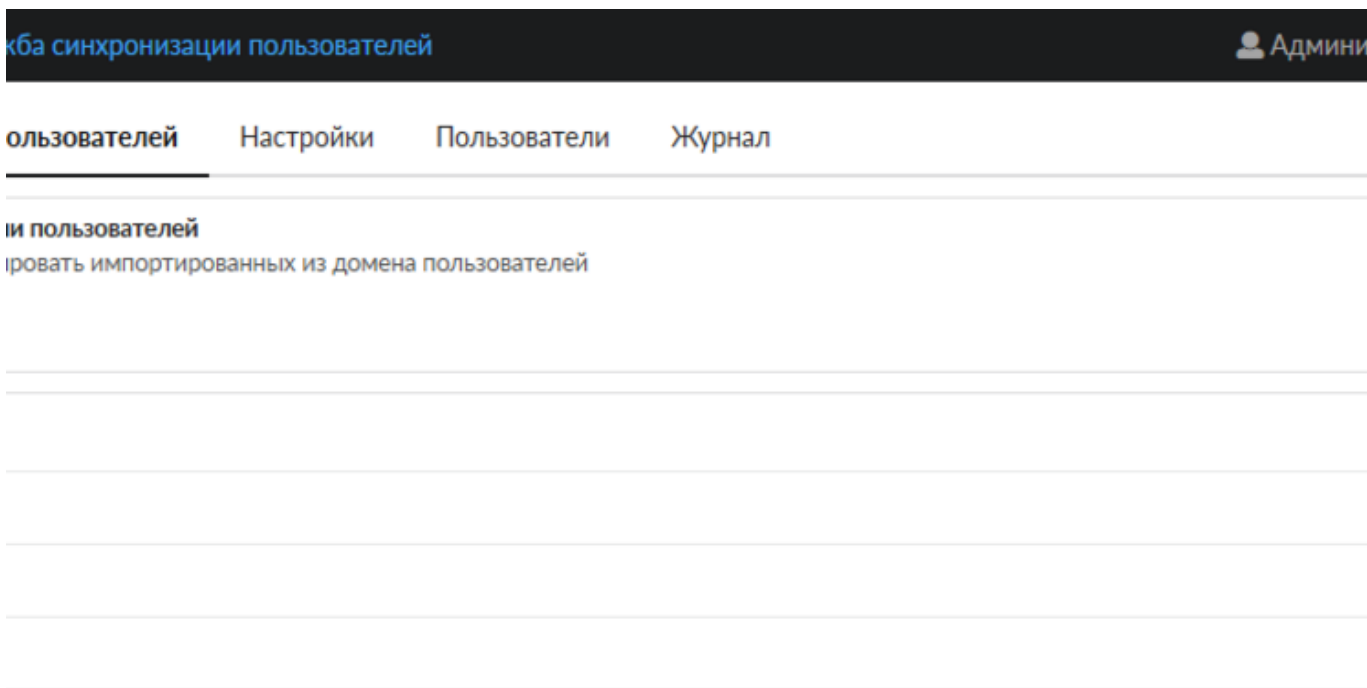 жба синхронизации пользователей Админи
ользователей Настройки Пользователи Журнал
и пользователей
ировать импортированных из домена пользователей